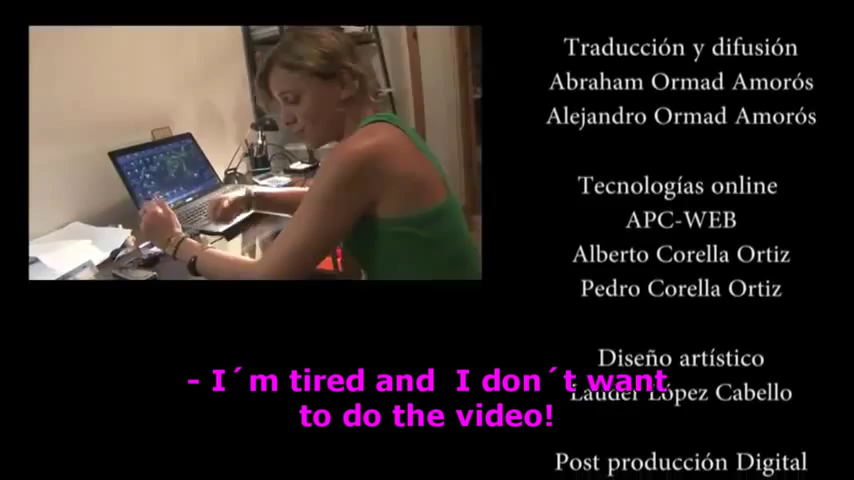 Traducción y difusión
Abraham Ormad Amorós
Alejandro Ormad Amorós
Tecnologías online
APC-WEB
Alberto Corella Ortiz
Pedro Corella Ortiz
Diseño artístico
Lauder López Cabello
- I´m tired and I don´t want
to do the video!
Post producción Digital